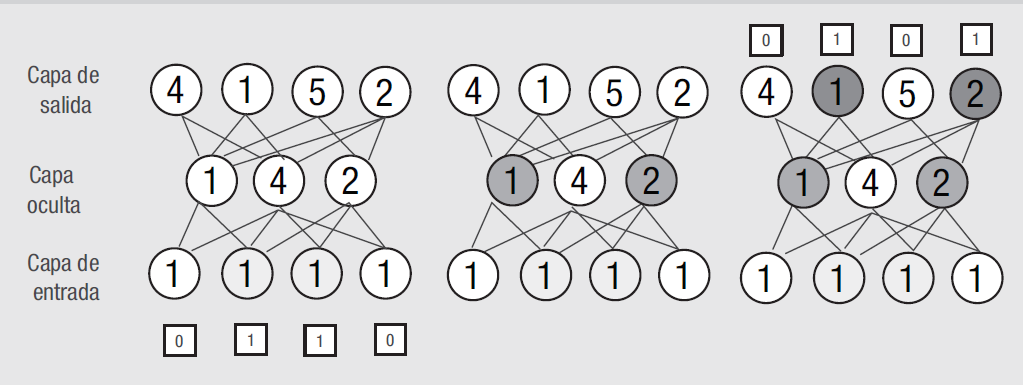 0 1 0 1
Capa de salida 4 1 5 2 4 1 5 2 4 1 5 2
Capa oculta 1 4 2 1 4 2 1 4 2
Capa de entrada 1 1 1 1 1 1 1 1 1 1 1 1
0 1 1 0